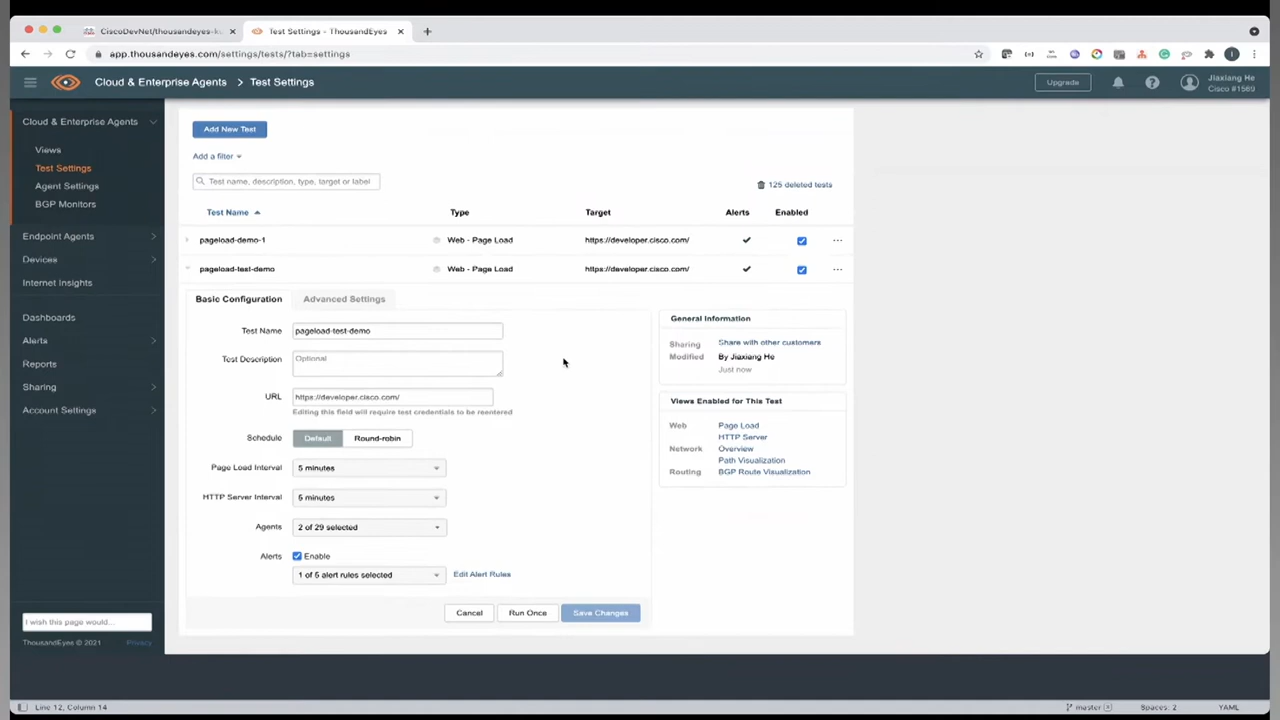 CiscoDevNet/thousandeyes-k
Test Settings - ThousandEyes
app.thousandeyes.com/settings/tests/?tab=settings
Cloud & Enterprise Agents > Test Settings
Upgrade
Jiaxiang He
Cisco #1569
Cloud & Enterprise Agents
Views
Test Settings
Agent Settings
BGP Monitors
Endpoint Agents
Devices
Internet Insights
Dashboards
Alerts
Reports
Sharing
Account Settings
I wish this page would...
ThousandEyes © 2021 Privacy
Add New Test
Add a filter
Test name, description, type, target or label
125 deleted tests
Test Name Type Target Alerts Enabled
pageload-demo-1 Web - Page Load https://developer.cisco.com/ ...
pageload-test-demo Web - Page Load https://developer.cisco.com/ ...
Basic Configuration Advanced Settings
Test Name pageload-test-demo
Test Description Optional
URL https://developer.cisco.com/
Editing this field will require test credentials to be reentered
Schedule Default Round-robin
Page Load Interval 5 minutes
HTTP Server Interval 5 minutes
Agents 2 of 29 selected
Alerts Enable
1 of 5 alert rules selected Edit Alert Rules
Cancel Run Once Save Changes
General Information
Sharing Share with other customers
Modified By Jiaxiang He
Just now
Views Enabled for This Test
Web Page Load
HTTP Server
Network Overview
Path Visualization
Routing BGP Route Visualization
Line 12, Column 14
master
Spaces: 2
YAML